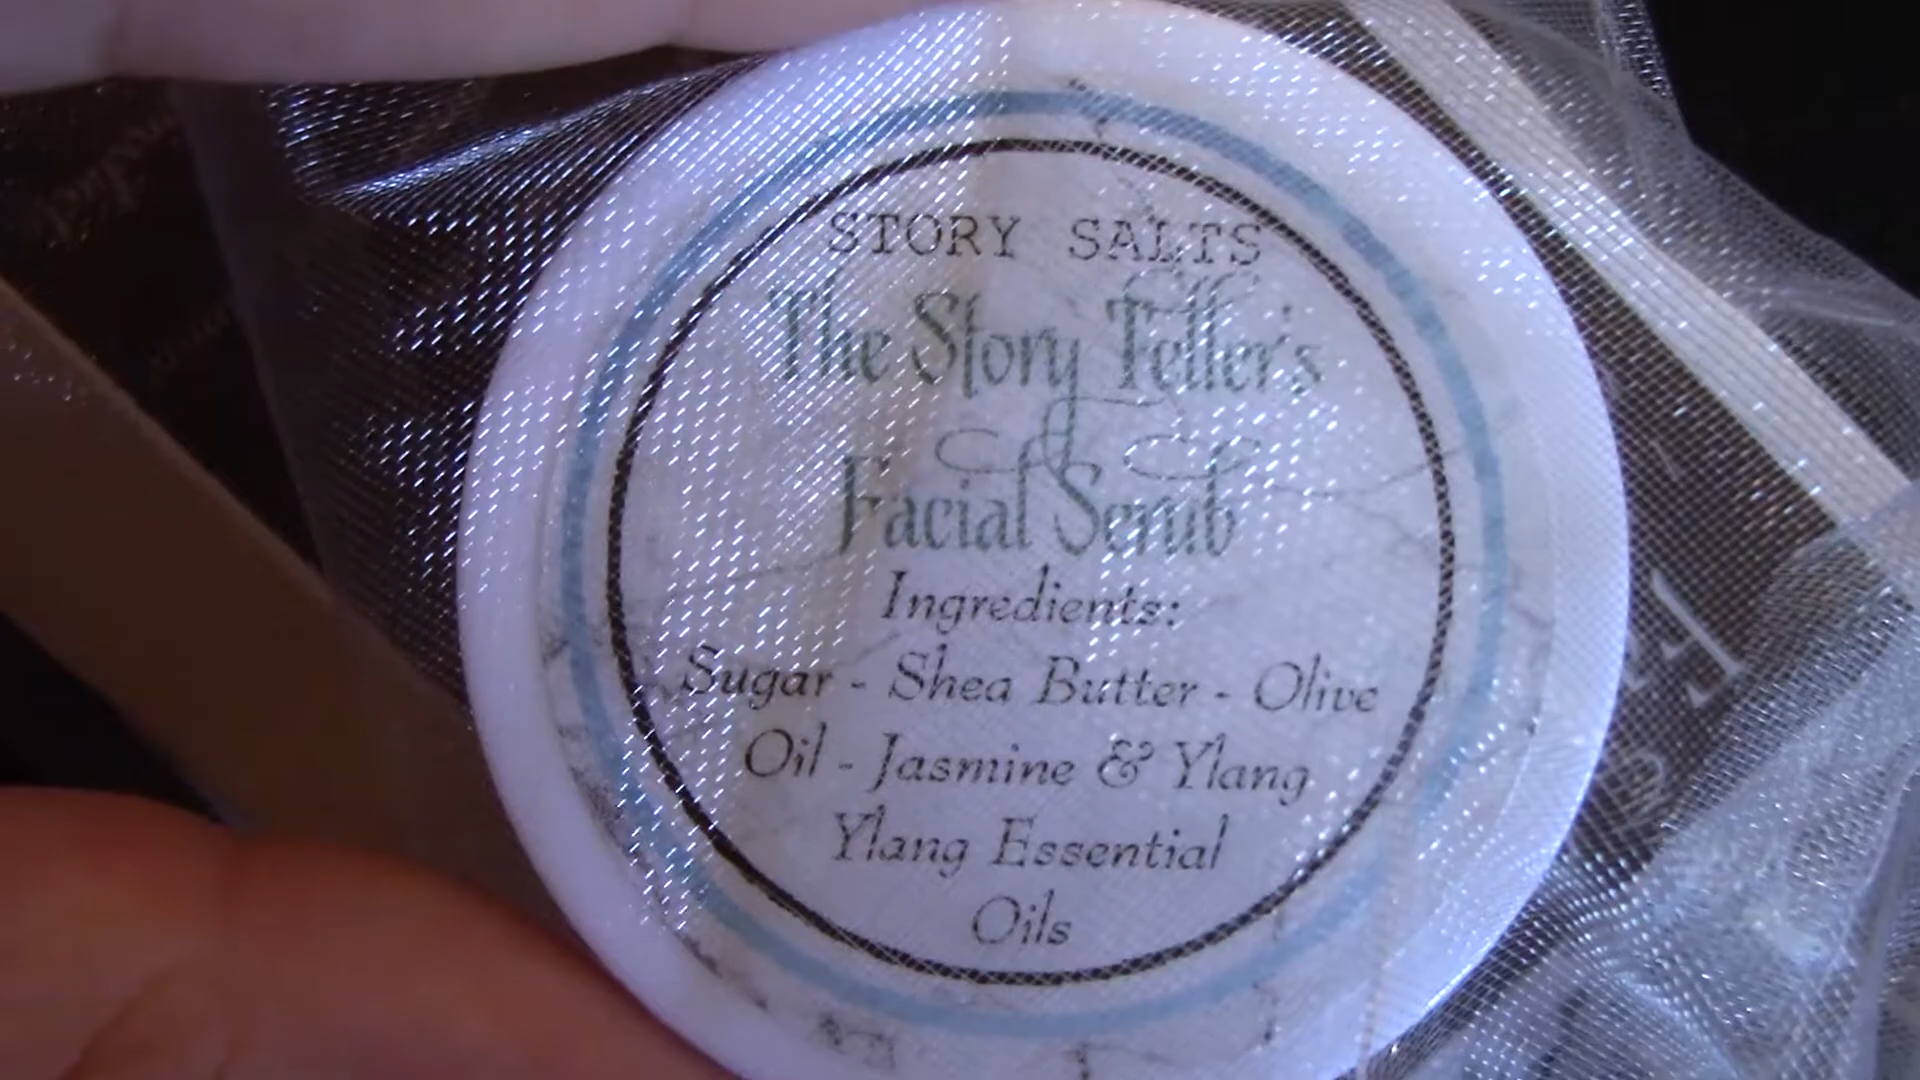 STORY SALTS
The Story Teller's
Facial Scrub
Ingredients:
Sugar - Shea Butter - Olive
Oil - Jasmine & Ylang
Ylang Essential
Oils